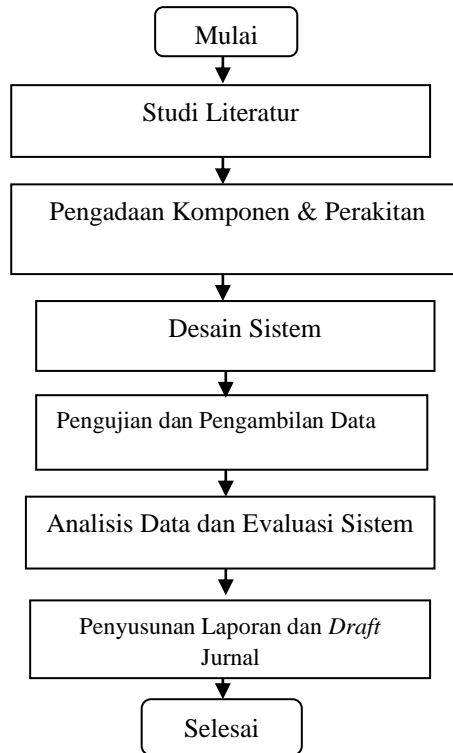 Mulai
Studi Literatur
Pengadaan Komponen & Perakitan
Desain Sistem
Pengujian dan Pengambilan Data
Analisis Data dan Evaluasi Sistem
Penyusunan Laporan dan Draft
Jurnal
Selesai